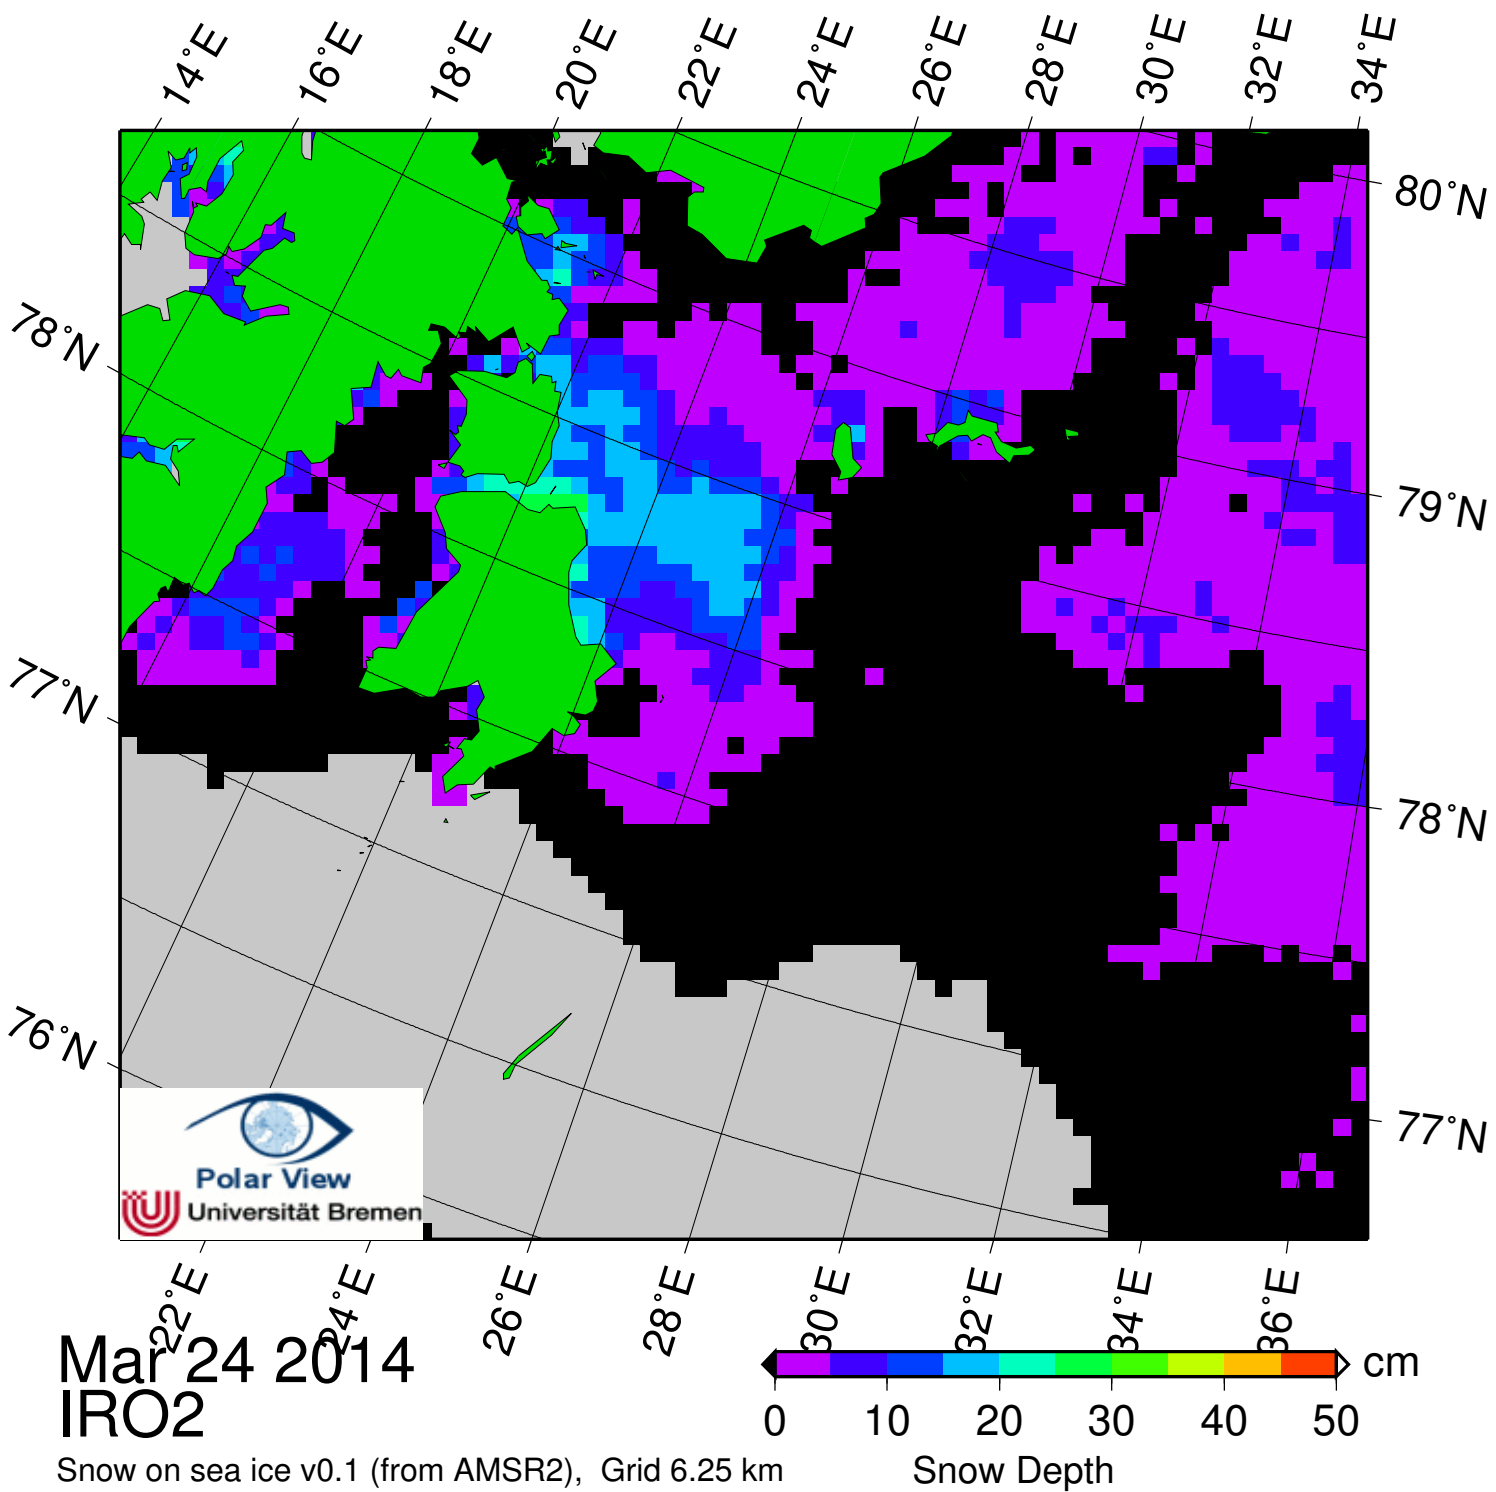 14°E 16°E 18°E 20°E 22°E 24°E 26°E 28°E 30°E 32°E 34°E
80°N
78°N
79°N
77°N
78°N
76°N
77°N
Polar View
Universität Bremen
22°E 24°E 26°E 28°E 30°E 32°E 34°E 36°E
Mar 24 2014
IRO2
cm
0 10 20 30 40 50
Snow on sea ice v0.1 (from AMSR2), Grid 6.25 km
Snow Depth